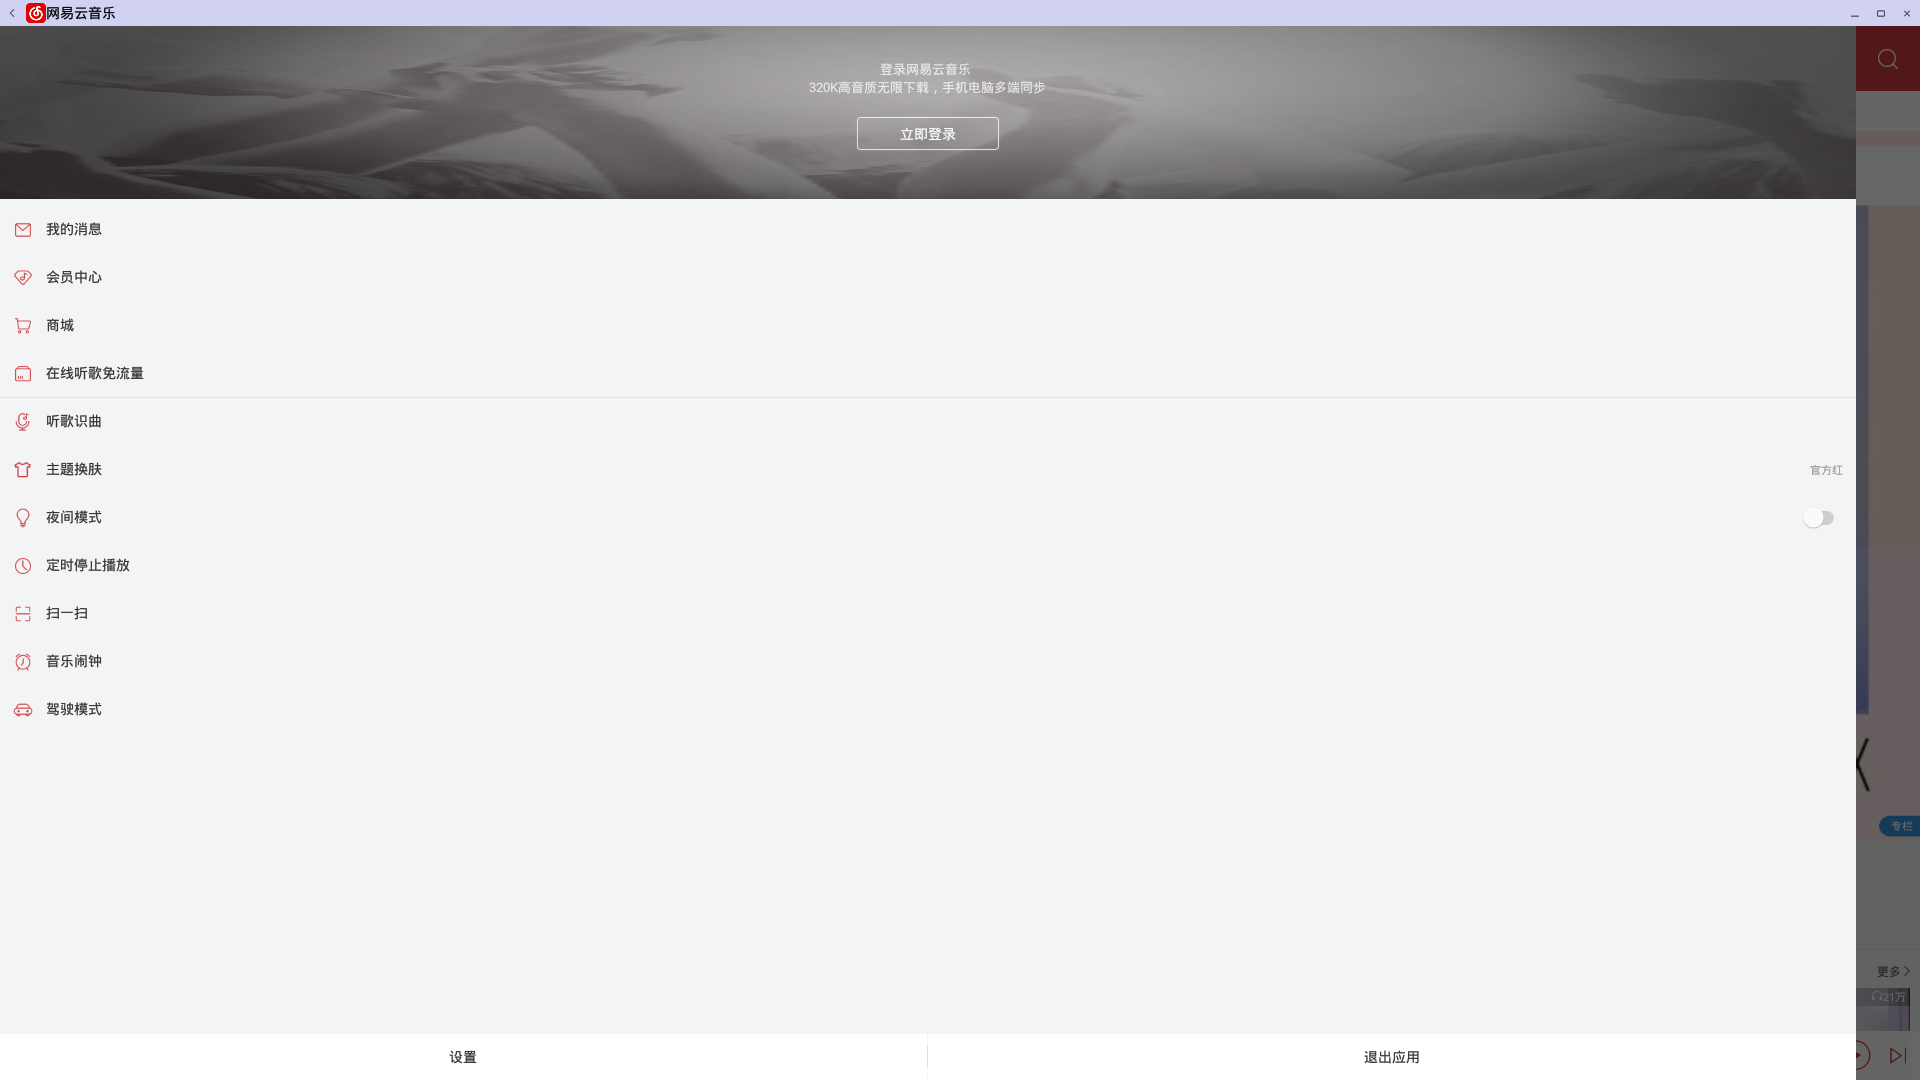 网易云音乐
登录网易云音乐
320K高音质无限下载，手机电脑多端同步
立即登录
我的消息
会员中心
商城
在线听歌免流量
听歌识曲
主题换肤
官方红
夜间模式
定时停止播放
扫一扫
音乐闹钟
驾驶模式
专栏
更多
21万
设置
退出应用